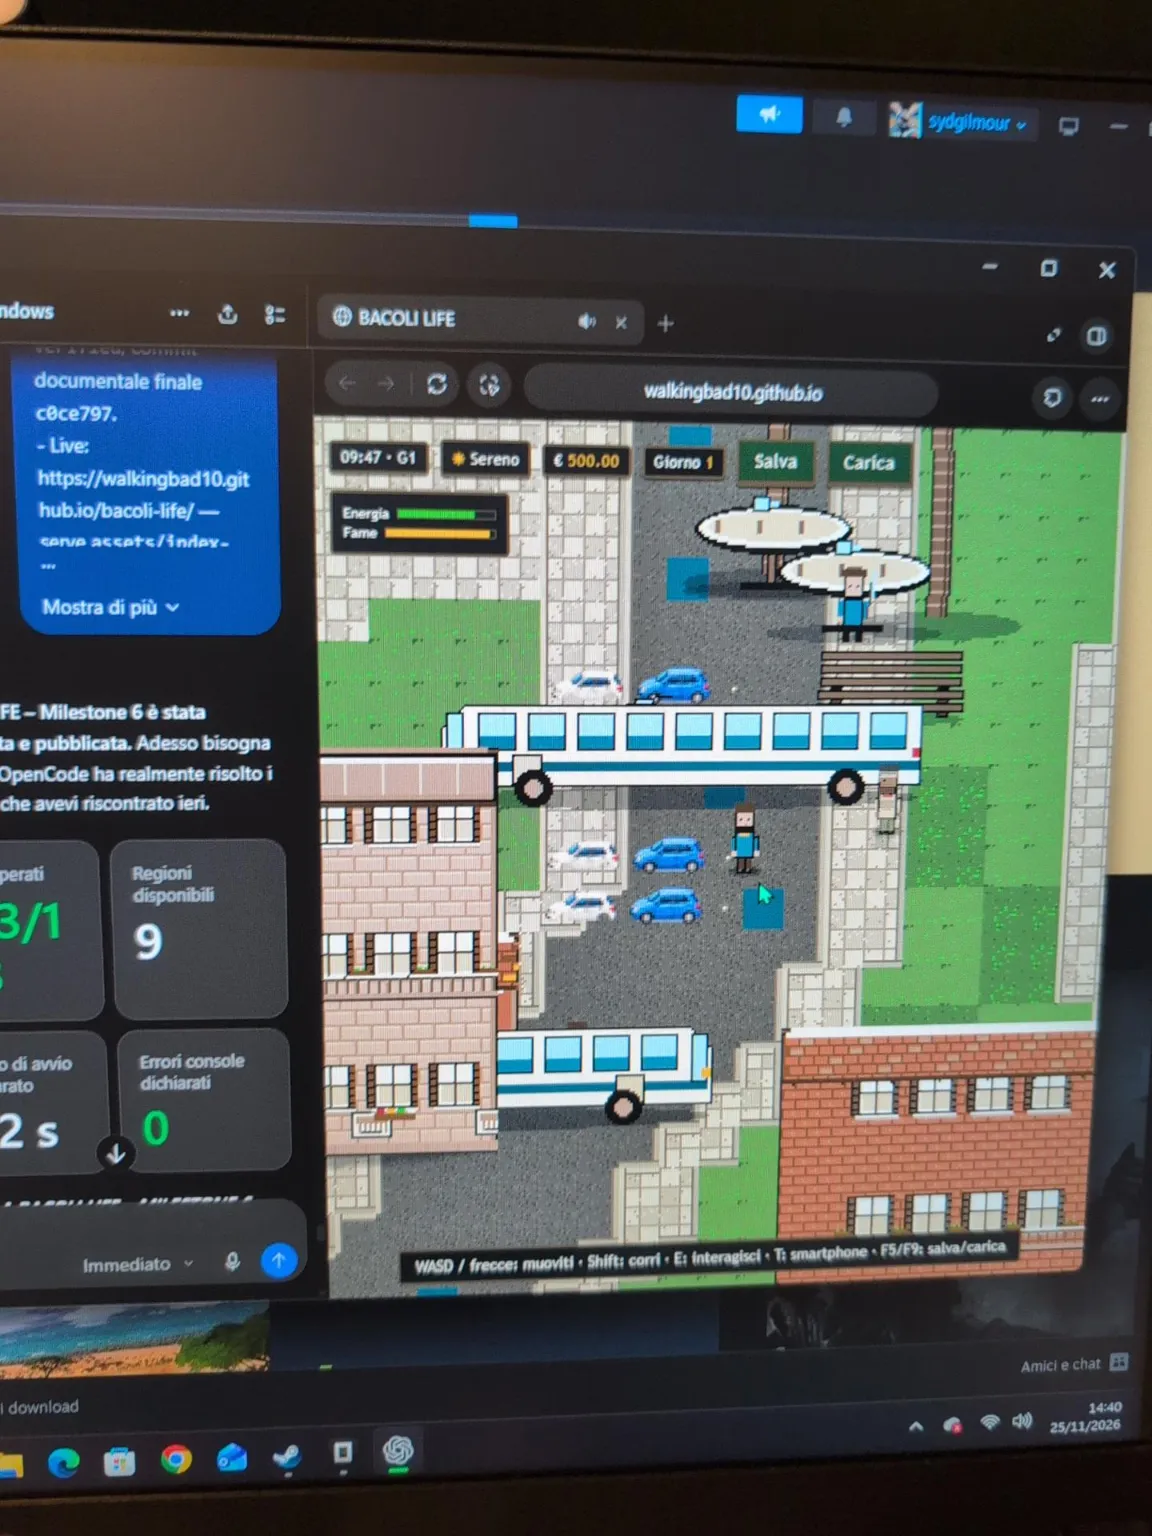 sydgilmour
ndows
BACOLI LIFE
walkingbad10.github.io
documentale finale
c0ce797.
- Live:
https://walkingbad10.git
hub.io/bacoli-life/ —
serve assets/index-
...
Mostra di più
FE – Milestone 6 è stata
ta e pubblicata. Adesso bisogna
OpenCode ha realmente risolto i
che avevi riscontrato ieri.
perati
3/1
Regioni
disponibili
9
o di avvio
arato
2 s
Errori console
dichiarati
0
Immediato
09:47 · G1
Sereno
€ 500.00
Giorno 1
Salva
Carica
Energia
Fame
WASD / frecce: muoviti · Shift: corri · E: interagisci · T: smartphone · F5/F9: salva/carica
Amici e chat
i download
14:40
25/11/2026